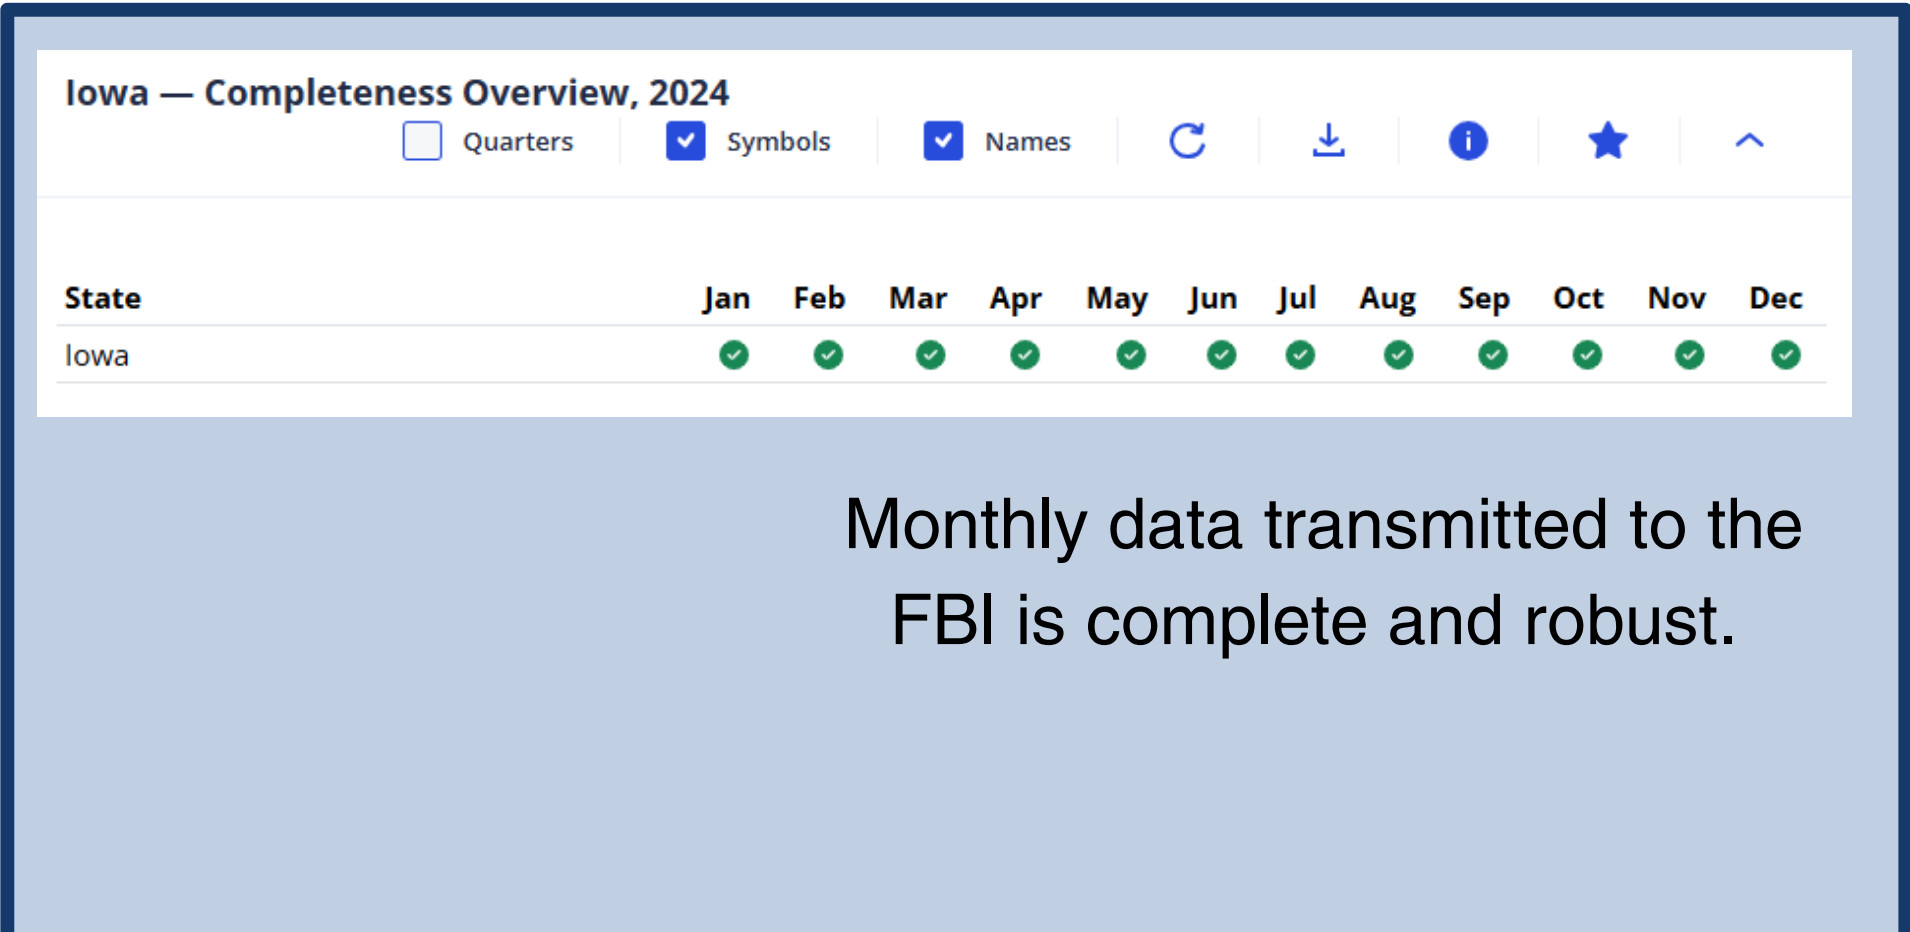 Iowa — Completeness Overview, 2024
Quarters Symbols Names
State Jan Feb Mar Apr May Jun Jul Aug Sep Oct Nov Dec
Iowa
Monthly data transmitted to the
FBI is complete and robust.